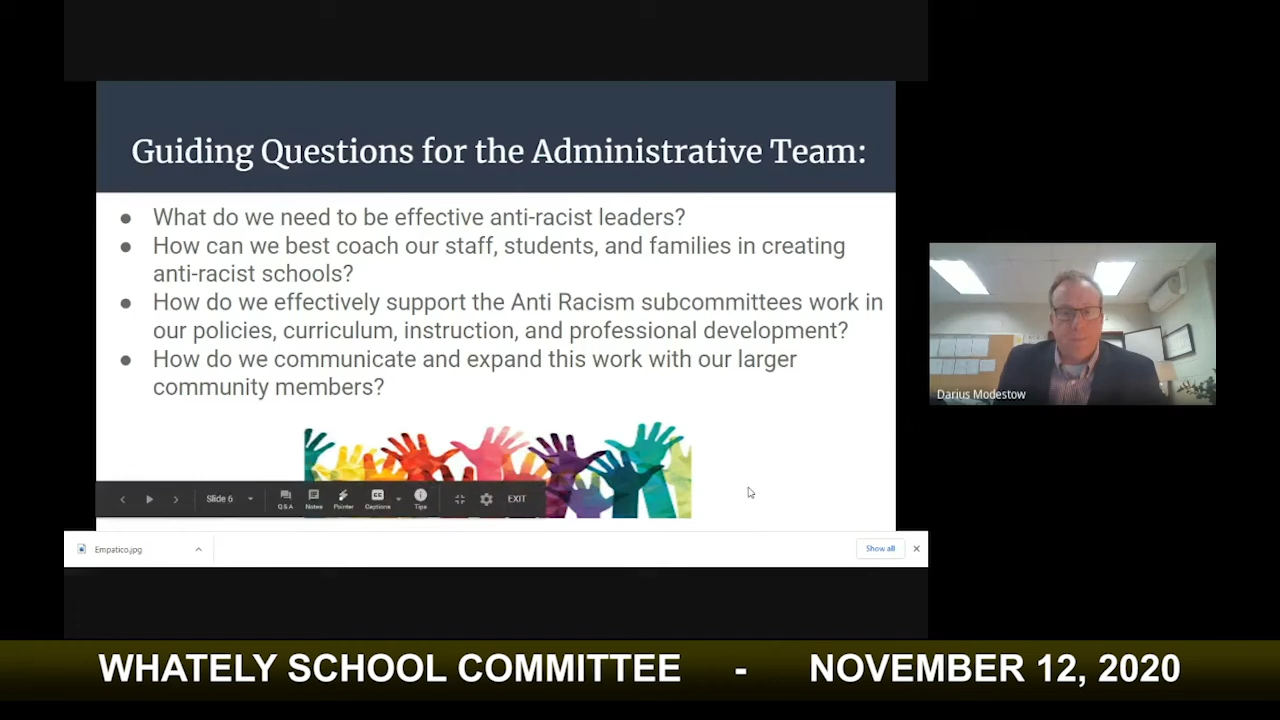 Guiding Questions for the Administrative Team:
● What do we need to be effective anti-racist leaders?
● How can we best coach our staff, students, and families in creating
anti-racist schools?
● How do we effectively support the Anti Racism subcommittees work in
our policies, curriculum, instruction, and professional development?
● How do we communicate and expand this work with our larger
community members?
Slide 6
Q&A
Notes
Pointer
CC
Captions
Tips
EXIT
Empatico.jpg
Show all
Darius Modestow
WHATELY SCHOOL COMMITTEE - NOVEMBER 12, 2020